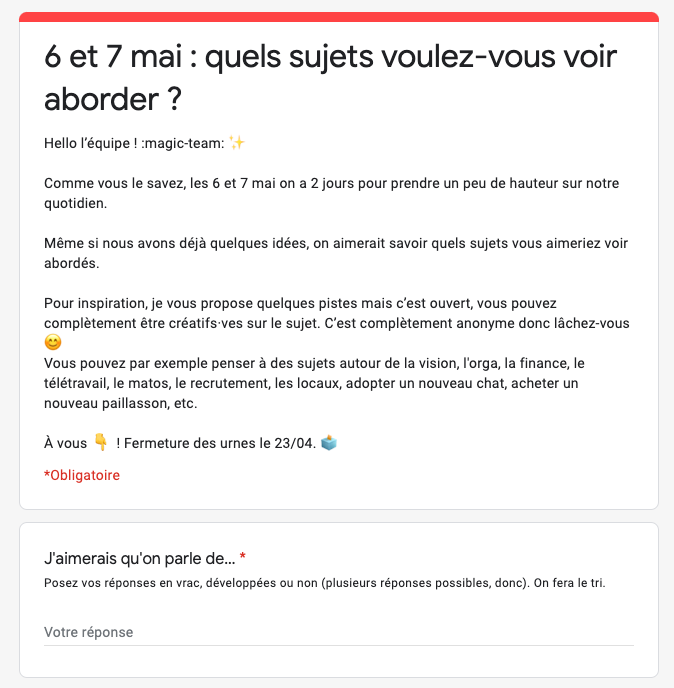 6 et 7 mai : quels sujets voulez-vous voir
aborder ?
Hello l’équipe ! :magic-team: ✨
Comme vous le savez, les 6 et 7 mai on a 2 jours pour prendre un peu de hauteur sur notre
quotidien.
Même si nous avons déjà quelques idées, on aimerait savoir quels sujets vous aimeriez voir
abordés.
Pour inspiration, je vous propose quelques pistes mais c’est ouvert, vous pouvez
complètement être créatifs·ves sur le sujet. C’est complètement anonyme donc lâchez-vous
😊
Vous pouvez par exemple penser à des sujets autour de la vision, l'orga, la finance, le
télétravail, le matos, le recrutement, les locaux, adopter un nouveau chat, acheter un
nouveau paillasson, etc.
À vous 👇 ! Fermeture des urnes le 23/04. 🗳️
*Obligatoire
J'aimerais qu'on parle de... *
Posez vos réponses en vrac, développées ou non (plusieurs réponses possibles, donc). On fera le tri.
Votre réponse